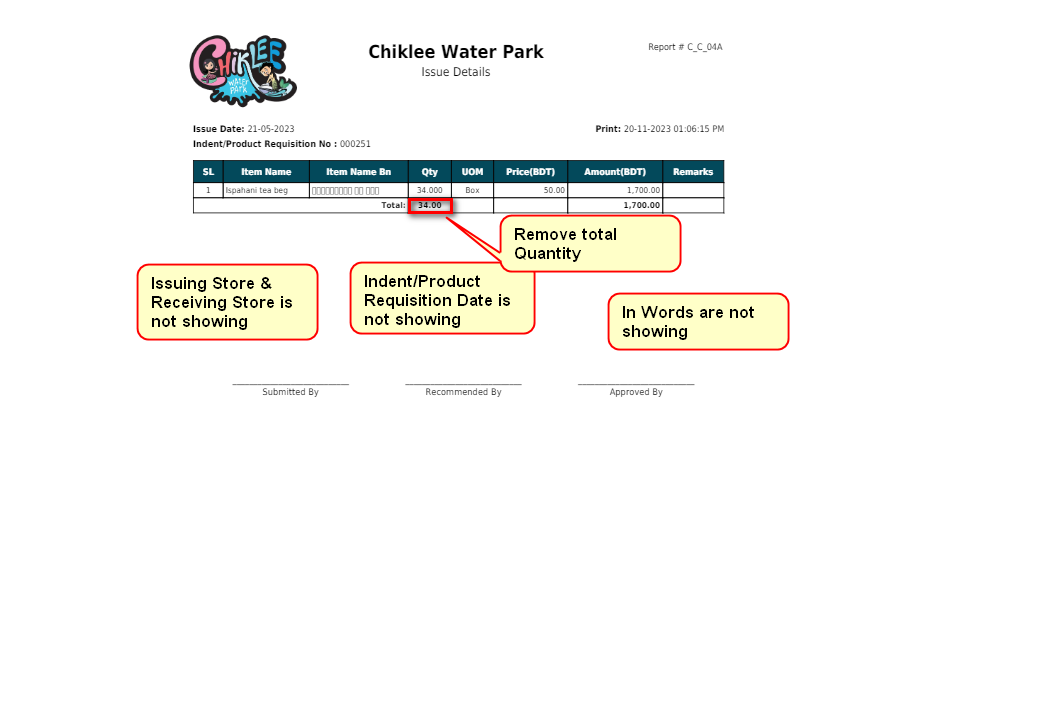 CHIKLEE
WATER
PARK
Chiklee Water Park
Report # C_C_04A
Issue Details
Issue Date: 21-05-2023
Print: 20-11-2023 01:06:15 PM
Indent/Product Requisition No : 000251
SL Item Name Item Name Bn Qty UOM Price(BDT) Amount(BDT) Remarks
1 Ispahani tea beg 34.000 Box 50.00 1,700.00
Total: 34.00 1,700.00
Remove total
Quantity
Issuing Store &
Receiving Store is
not showing
Indent/Product
Requisition Date is
not showing
In Words are not
showing
Submitted By
Recommended By
Approved By